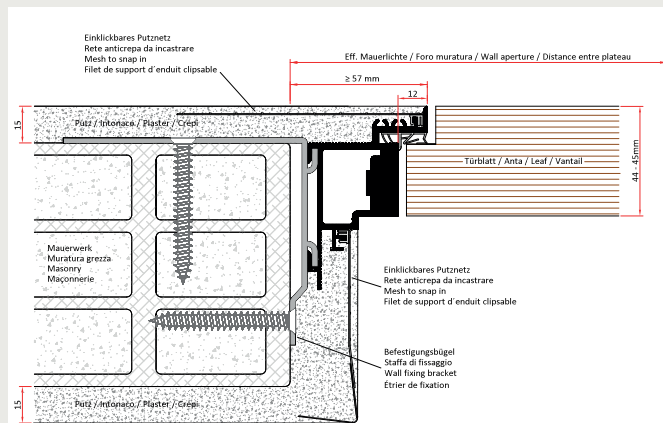 Einklickbares Putznetz
Rete anticrepa da incastrare
Mesh to snap in
Filet de support d´enduit clipsable
Eff. Mauerlichte / Foro muratura / Wall aperture / Distance entre plateau
≥ 57 mm
12
15
Putz / Intonaco / Plaster / Crépi
Türblatt / Anta / Leaf / Vantail
44 - 45mm
Mauerwerk
Muratura grezza
Masonry
Maçonnerie
Einklickbares Putznetz
Rete anticrepa da incastrare
Mesh to snap in
Filet de support d´enduit clipsable
Befestigungsbügel
Staffa di fissaggio
Wall fixing bracket
Étrier de fixation
15
Putz / Intonaco / Plaster / Crépi